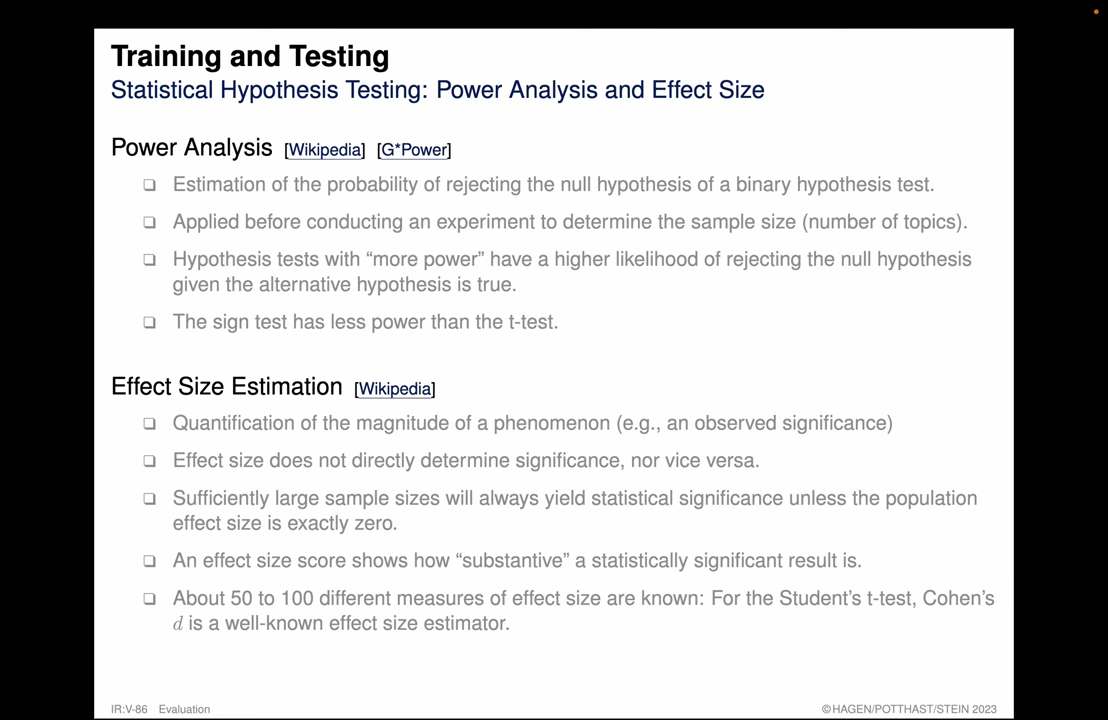 Training and Testing
Statistical Hypothesis Testing: Power Analysis and Effect Size
Power Analysis [Wikipedia] [G*Power]
❑ Estimation of the probability of rejecting the null hypothesis of a binary hypothesis test.
❑ Applied before conducting an experiment to determine the sample size (number of topics).
❑ Hypothesis tests with “more power” have a higher likelihood of rejecting the null hypothesis
given the alternative hypothesis is true.
❑ The sign test has less power than the t-test.
Effect Size Estimation [Wikipedia]
❑ Quantification of the magnitude of a phenomenon (e.g., an observed significance)
❑ Effect size does not directly determine significance, nor vice versa.
❑ Sufficiently large sample sizes will always yield statistical significance unless the population
effect size is exactly zero.
❑ An effect size score shows how “substantive” a statistically significant result is.
❑ About 50 to 100 different measures of effect size are known: For the Student’s t-test, Cohen’s
d is a well-known effect size estimator.
IR:V-86 Evaluation
©HAGEN/POTTHAST/STEIN 2023